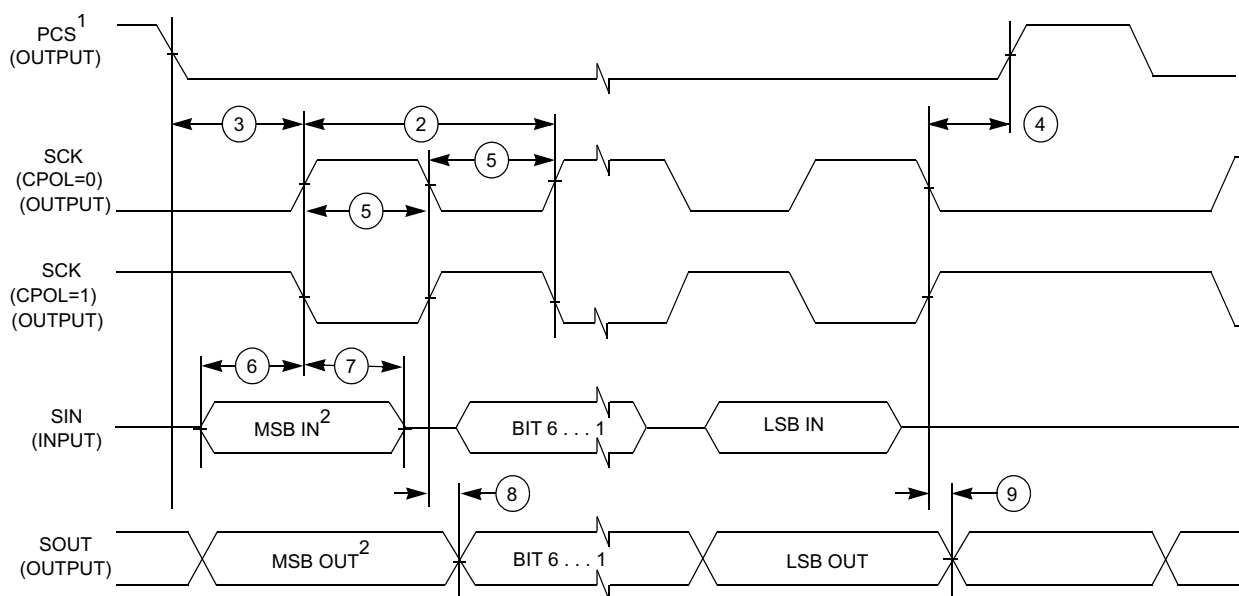 PCS1
(OUTPUT)
3
2
4
SCK
(CPOL=0)
(OUTPUT)
5
5
SCK
(CPOL=1)
(OUTPUT)
6
7
SIN
(INPUT)
MSB IN2
BIT 6 . . . 1
LSB IN
8
9
SOUT
(OUTPUT)
MSB OUT2
BIT 6 . . . 1
LSB OUT